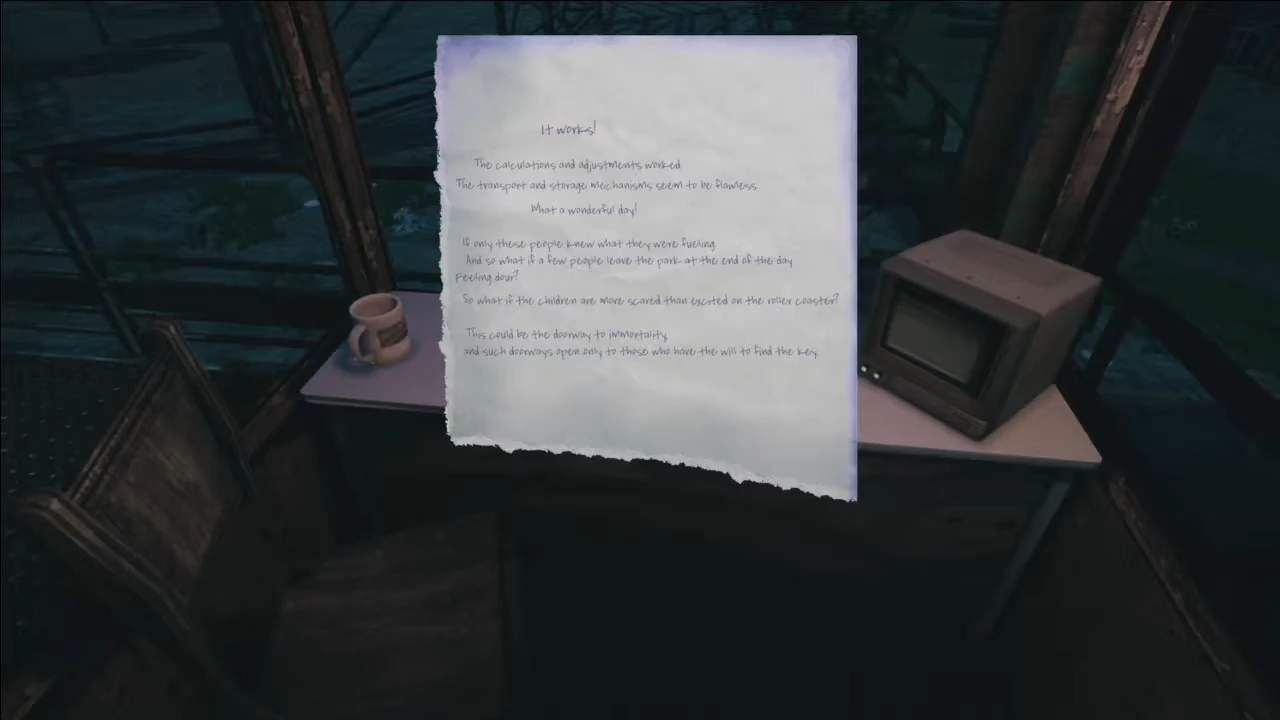 It works!
The calculations and adjustments worked.
The transport and storage mechanisms seem to be flawless.
What a wonderful day!
If only these people knew what they were fueling.
And so what if a few people leave the park at the end of the day
Feeling dour?
So what if the children are more scared than excited on the roller coaster?
This could be the doorway to immortality,
and such doorways open only to those who have the will to find the key.